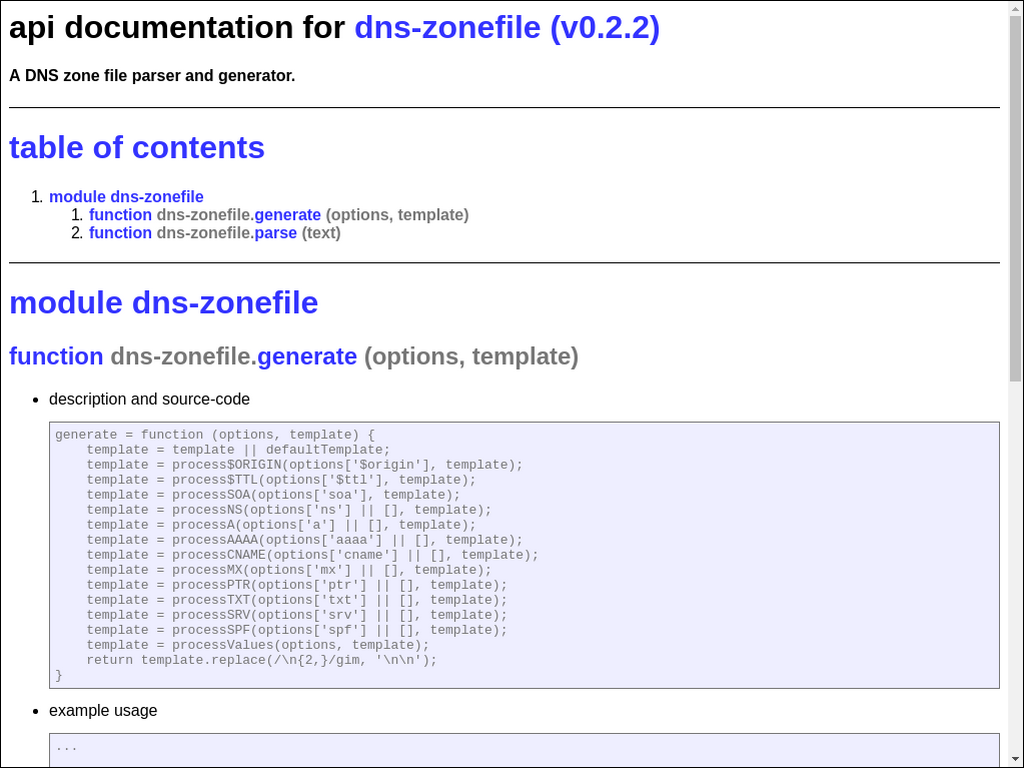 api documentation for dns-zonefile (v0.2.2)
A DNS zone file parser and generator.
table of contents
1. module dns-zonefile
1. function dns-zonefile.generate (options, template)
2. function dns-zonefile.parse (text)
module dns-zonefile
function dns-zonefile.generate (options, template)
• description and source-code
generate = function (options, template) {
    template = template || defaultTemplate;
    template = process$ORIGIN(options['$origin'], template);
    template = process$TTL(options['$ttl'], template);
    template = processSOA(options['soa'], template);
    template = processNS(options['ns'] || [], template);
    template = processA(options['a'] || [], template);
    template = processAAAA(options['aaaa'] || [], template);
    template = processCNAME(options['cname'] || [], template);
    template = processMX(options['mx'] || [], template);
    template = processPTR(options['ptr'] || [], template);
    template = processTXT(options['txt'] || [], template);
    template = processSRV(options['srv'] || [], template);
    template = processSPF(options['spf'] || [], template);
    template = processValues(options, template);
    return template.replace(/\n{2,}/gim, '\n\n');
}
• example usage
...